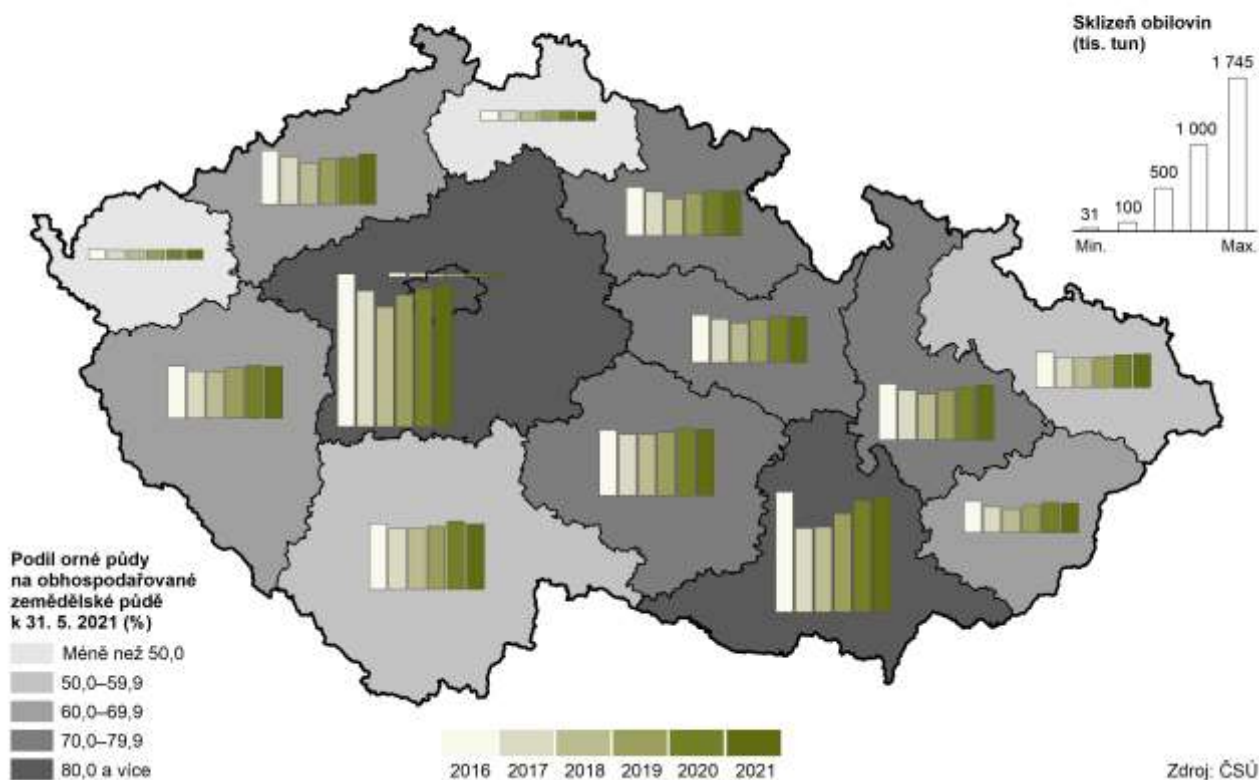 Sklizeň obilovin
(tis. tun)
1 745
1 000
500
100
31
Min.
Max.
Podíl orné půdy
na obhospodařované
zemědělské půdě
k 31. 5. 2021 (%)
Méně než 50,0
50,0–59,9
60,0–69,9
70,0–79,9
80,0 a více
2016 2017 2018 2019 2020 2021
Zdroj: ČSÚ